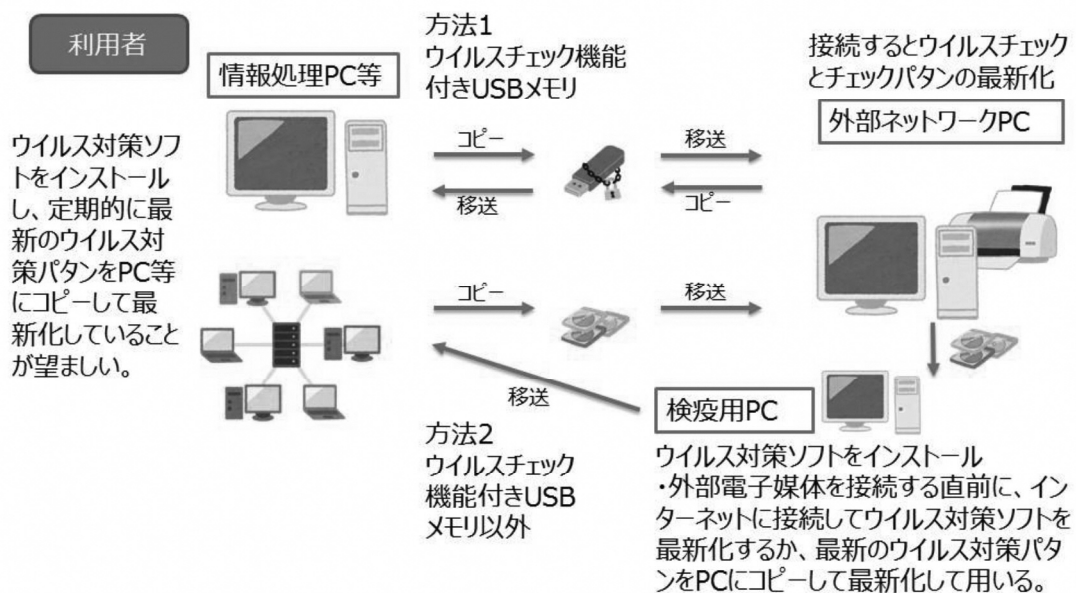 利用者
情報処理PC等
ウイルス対策ソフ
トをインストール
し、定期的に最
新のウイルス対
策パタンをPC等
にコピーして最
新化していること
が望ましい。
方法1
ウイルスチェック機能
付きUSBメモリ
コピー
移送
移送
コピー
接続するとウイルスチェック
とチェックパタンの最新化
外部ネットワークPC
コピー
移送
移送
方法2
ウイルスチェック
機能付きUSB
メモリ以外
検疫用PC
ウイルス対策ソフトをインストール
・外部電子媒体を接続する直前に、イン
ターネットに接続してウイルス対策ソフトを
最新化するか、最新のウイルス対策パタ
ンをPCにコピーして最新化して用いる。